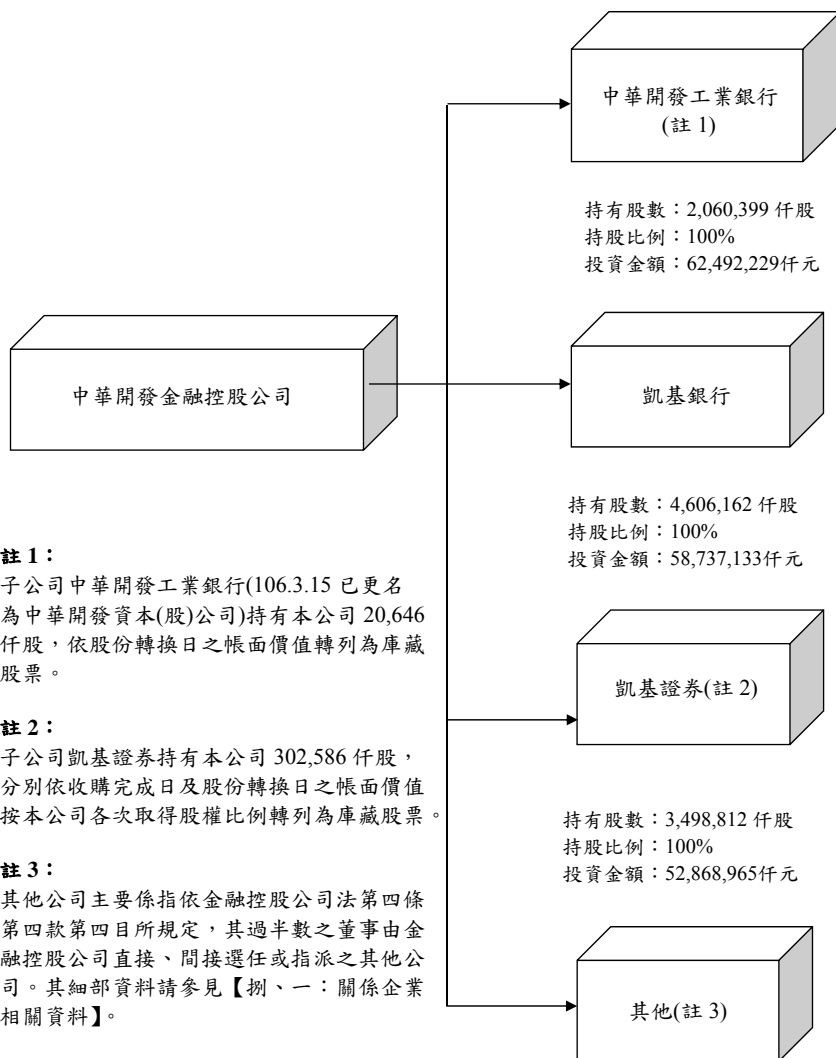 中華開發工業銀行
(註 1)
持有股數：2,060,399 仟股
持股比例：100%
投資金額：62,492,229仟元
中華開發金融控股公司
凱基銀行
持有股數：4,606,162 仟股
持股比例：100%
投資金額：58,737,133仟元
註 1：
子公司中華開發工業銀行(106.3.15 已更名
為中華開發資本(股)公司)持有本公司 20,646
仟股，依股份轉換日之帳面價值轉列為庫藏
股票。
凱基證券(註 2)
註 2：
子公司凱基證券持有本公司 302,586 仟股，
分別依收購完成日及股份轉換日之帳面價值
按本公司各次取得股權比例轉列為庫藏股票。
持有股數：3,498,812 仟股
持股比例：100%
投資金額：52,868,965仟元
註 3：
其他公司主要係指依金融控股公司法第四條
第四款第四目所規定，其過半數之董事由金
融控股公司直接、間接選任或指派之其他公
司。其細部資料請參見【捌、一：關係企業
相關資料】。
其他(註 3)